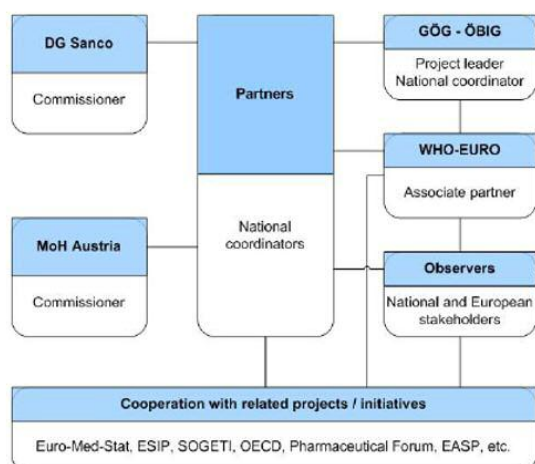 DG Sanco
Commissioner
Partners
National
coordinators
GÖG - ÖBIG
Project leader
National coordinator
WHO-EURO
Associate partner
MoH Austria
Commissioner
Observers
National and European
stakeholders
Cooperation with related projects / initiatives
Euro-Med-Stat, ESIP, SOGETI, OECD, Pharmaceutical Forum, EASP, etc.